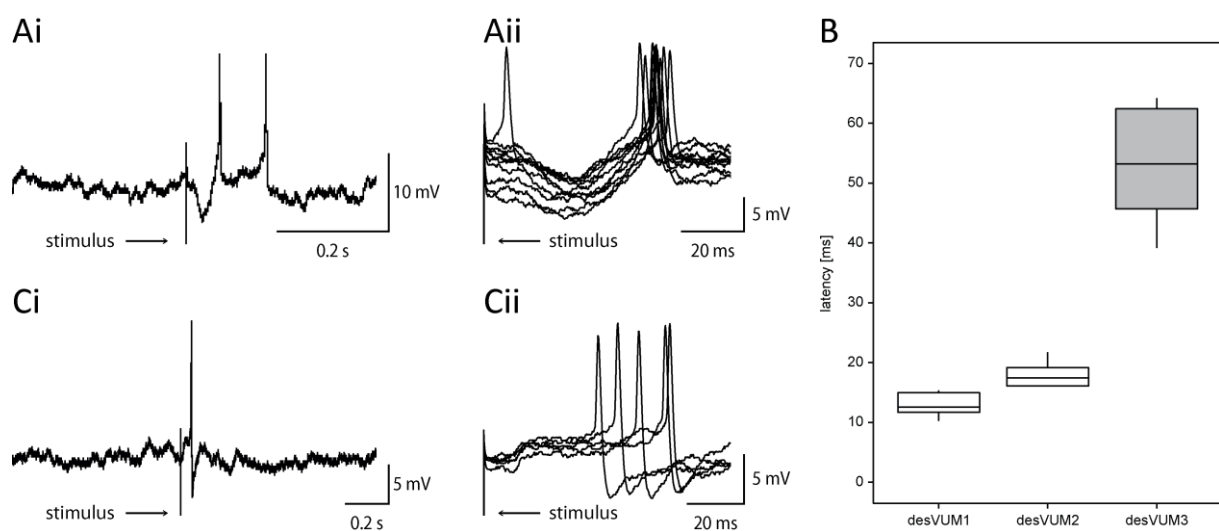 Ai
10 mV
stimulus →
0.2 s
Aii
5 mV
← stimulus
20 ms
B
latency [ms]
70
60
50
40
30
20
10
0
desVUM1
desVUM2
desVUM3
Ci
5 mV
stimulus →
0.2 s
Cii
5 mV
← stimulus
20 ms